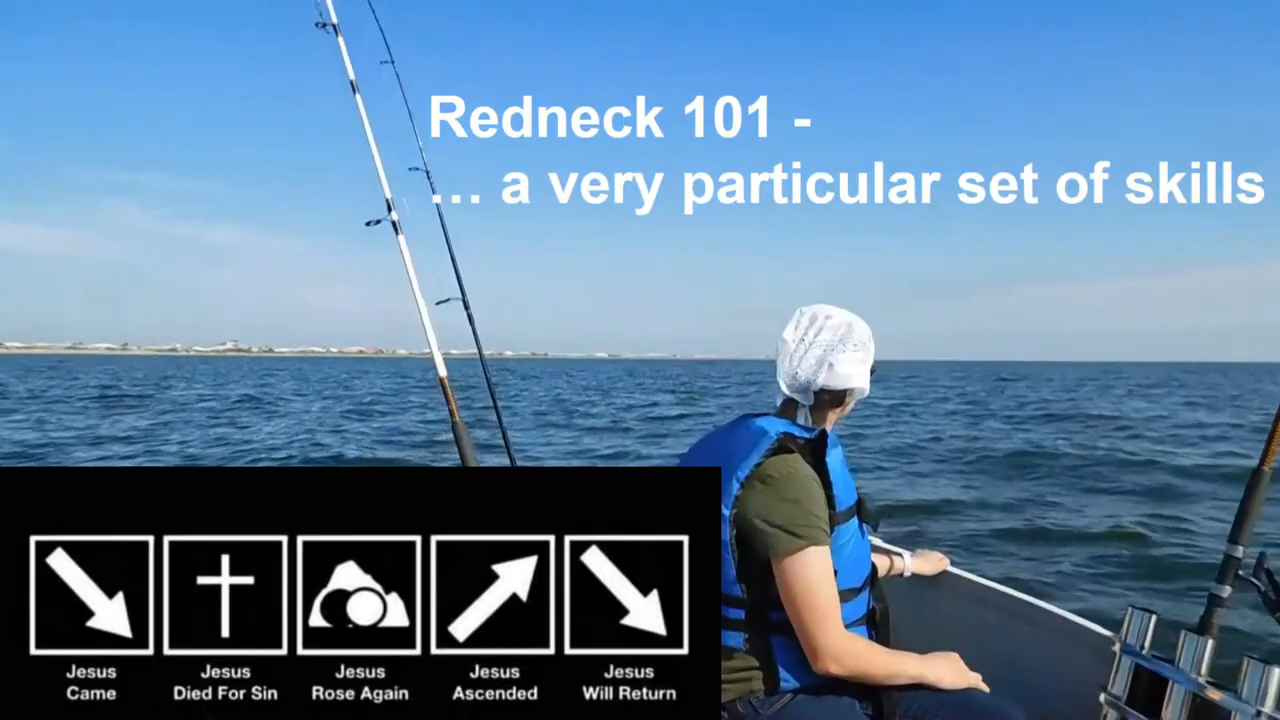 Redneck 101 -
... a very particular set of skills
Jesus
Came
Jesus
Died For Sin
Jesus
Rose Again
Jesus
Ascended
Jesus
Will Return